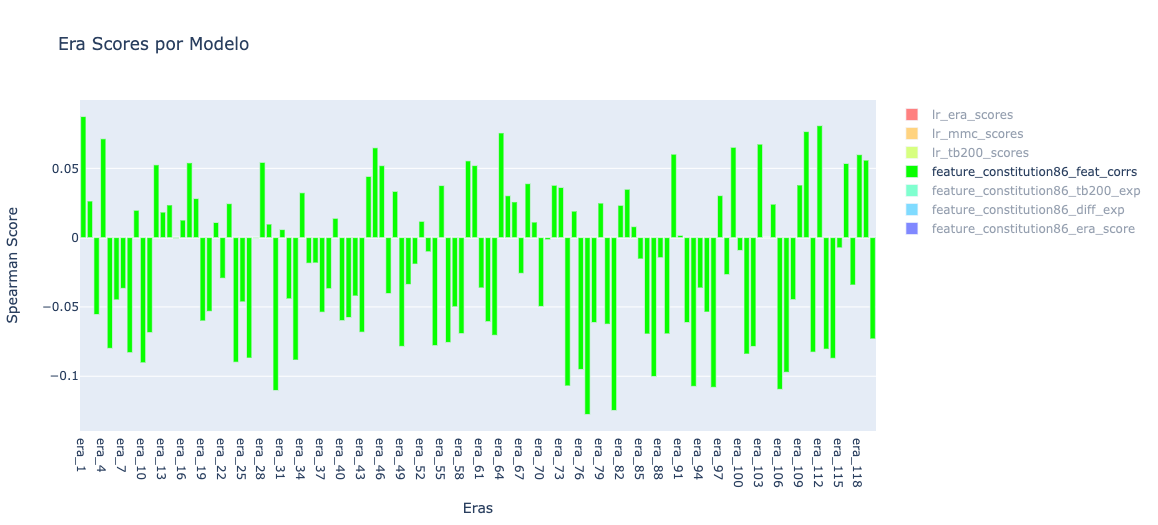 Era Scores por Modelo
lr_era_scores
lr_mmc_scores
lr_tb200_scores
feature_constitution86_feat_corrs
feature_constitution86_tb200_exp
feature_constitution86_diff_exp
feature_constitution86_era_score
Spearman Score
0.05
0
−0.05
−0.1
era_1
era_4
era_7
era_10
era_13
era_16
era_19
era_22
era_25
era_28
era_31
era_34
era_37
era_40
era_43
era_46
era_49
era_52
era_55
era_58
era_61
era_64
era_67
era_70
era_73
era_76
era_79
era_82
era_85
era_88
era_91
era_94
era_97
era_100
era_103
era_106
era_109
era_112
era_115
era_118
Eras